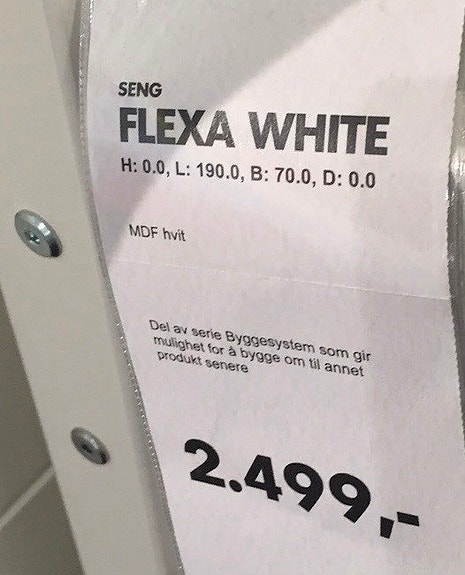 SENG
FLEXA WHITE
H: 0.0, L: 190.0, B: 70.0, D: 0.0
MDF hvit
Del av serie Byggesystem som gir
mulighet for å bygge om til annet
produkt senere
2.499,-